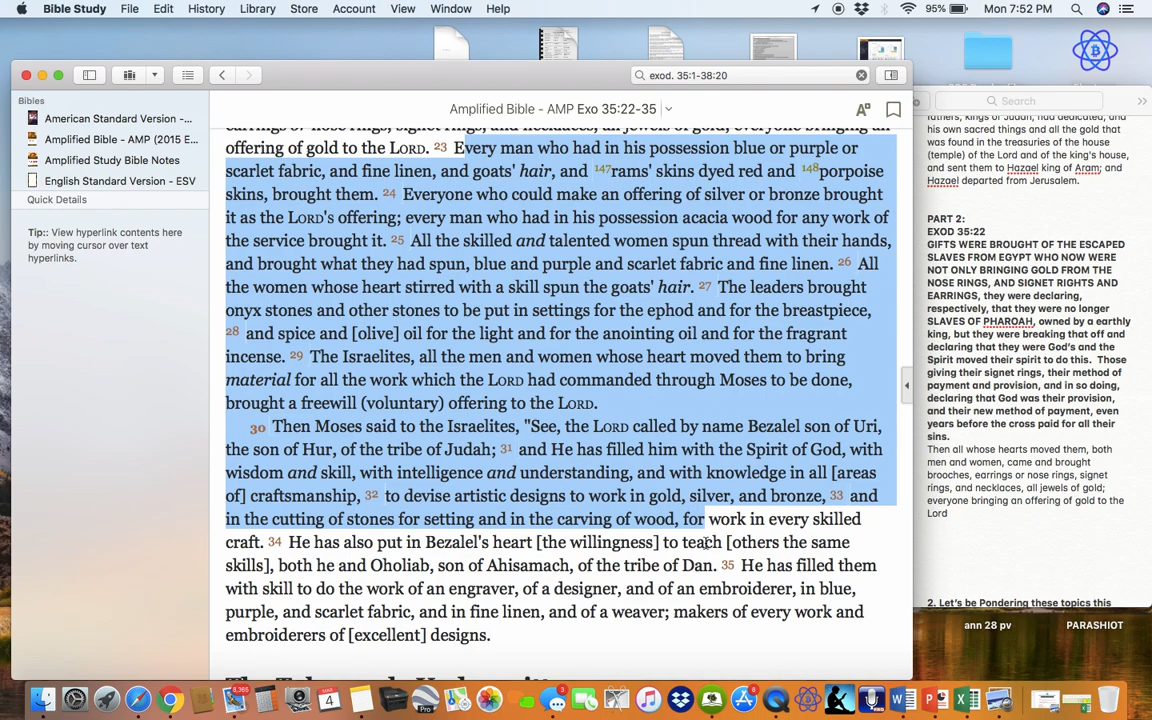 Bible Study File Edit History Library Store Account View Window Help 95% Mon 7:52 PM
exod. 35:1-38:20
Bibles
American Standard Version -...
Amplified Bible - AMP (2015 E...
Amplified Study Bible Notes
English Standard Version - ESV
Quick Details
Tip:: View hyperlink contents here
by moving cursor over text
hyperlinks.
Amplified Bible - AMP Exo 35:22-35
earrings or nose rings, signet rings, and necklaces, all jewels of gold; everyone bringing an
offering of gold to the LORD. 23 Every man who had in his possession blue or purple or
scarlet fabric, and fine linen, and goats' hair, and 147rams' skins dyed red and 148porpoise
skins, brought them. 24 Everyone who could make an offering of silver or bronze brought
it as the LORD's offering; every man who had in his possession acacia wood for any work of
the service brought it. 25 All the skilled and talented women spun thread with their hands,
and brought what they had spun, blue and purple and scarlet fabric and fine linen. 26 All
the women whose heart stirred with a skill spun the goats' hair. 27 The leaders brought
onyx stones and other stones to be put in settings for the ephod and for the breastpiece,
28 and spice and [olive] oil for the light and for the anointing oil and for the fragrant
incense. 29 The Israelites, all the men and women whose heart moved them to bring
material for all the work which the LORD had commanded through Moses to be done,
brought a freewill (voluntary) offering to the LORD.
30 Then Moses said to the Israelites, "See, the LORD called by name Bezalel son of Uri,
the son of Hur, of the tribe of Judah; 31 and He has filled him with the Spirit of God, with
wisdom and skill, with intelligence and understanding, and with knowledge in all [areas
of] craftsmanship, 32 to devise artistic designs to work in gold, silver, and bronze, 33 and
in the cutting of stones for setting and in the carving of wood, for work in every skilled
craft. 34 He has also put in Bezalel's heart [the willingness] to teach [others the same
skills], both he and Oholiab, son of Ahisamach, of the tribe of Dan. 35 He has filled them
with skill to do the work of an engraver, of a designer, and of an embroiderer, in blue,
purple, and scarlet fabric, and in fine linen, and of a weaver; makers of every work and
embroiderers of [excellent] designs.
Search
fathers, kings of Judah, had dedicated, and
his own sacred things and all the gold that
was found in the treasuries of the house
(temple) of the Lord and of the king's house,
and sent them to Hazael king of Aram; and
Hazael departed from Jerusalem.
PART 2:
EXOD 35:22
GIFTS WERE BROUGHT OF THE ESCAPED
SLAVES FROM EGYPT WHO NOW WERE
NOT ONLY BRINGING GOLD FROM THE
NOSE RINGS, AND SIGNET RIGHTS AND
EARRINGS, they were declaring,
respectively, that they were no longer
SLAVES OF PHAROAH, owned by a earthly
king, but they were breaking that off and
declaring that they were God's and the
Spirit moved their spirit to do this. Those
giving their signet rings, their method of
payment and provision, and in so doing,
declaring that God was their provision,
and their new method of payment, even
years before the cross paid for all their
sins.
Then all whose hearts moved them, both
men and women, came and brought
brooches, earrings or nose rings, signet
rings, and necklaces, all jewels of gold;
everyone bringing an offering of gold to the
Lord
2. Let's be Pondering these topics this
ann 28 pv PARASHIOT
8,365
MAR
4
Pro
3
8